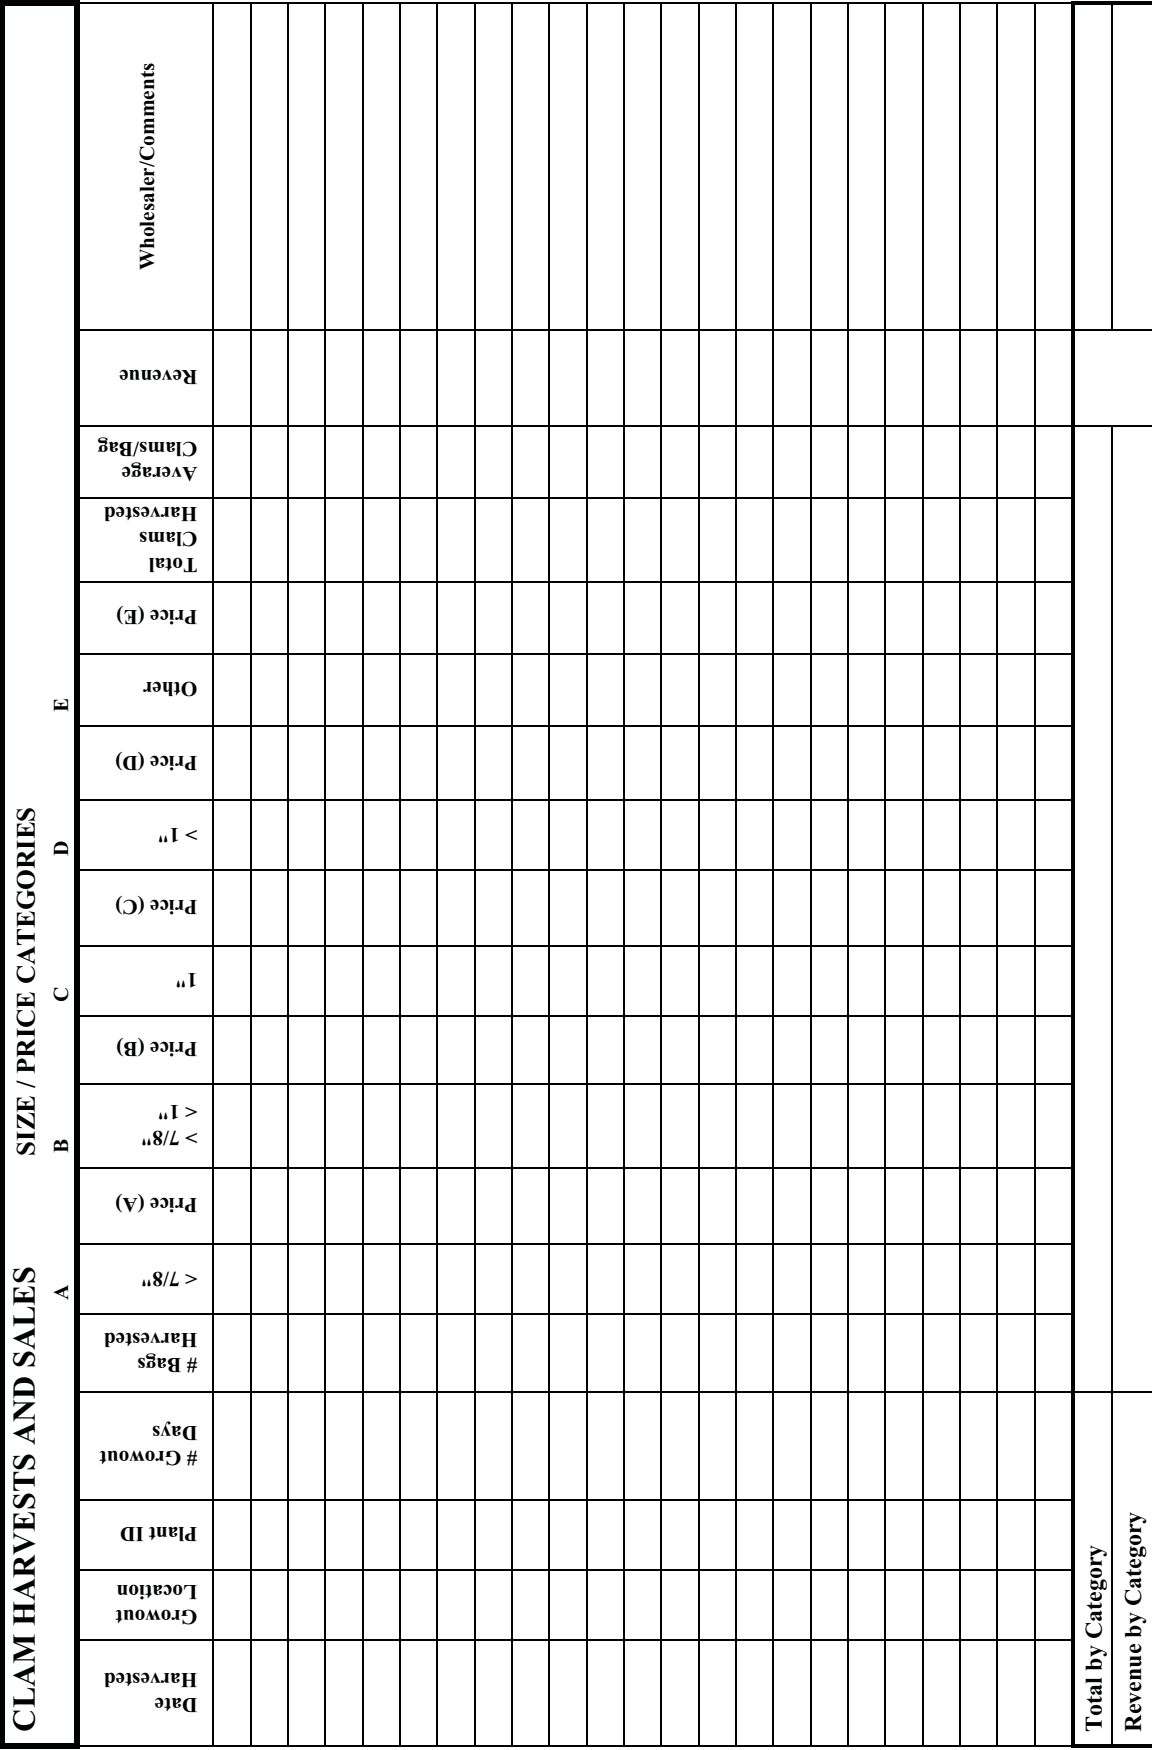 CLAM HARVESTS AND SALES
SIZE / PRICE CATEGORIES
A
B
C
D
E
Date
Harvested
Growout
Location
Plant ID
# Growout
Days
# Bags
Harvested
< 7/8"
Price (A)
> 7/8"
< 1"
Price (B)
1"
Price (C)
> 1"
Price (D)
Other
Price (E)
Total
Clams
Harvested
Average
Clams/Bag
Revenue
Wholesaler/Comments
Total by Category
Revenue by Category